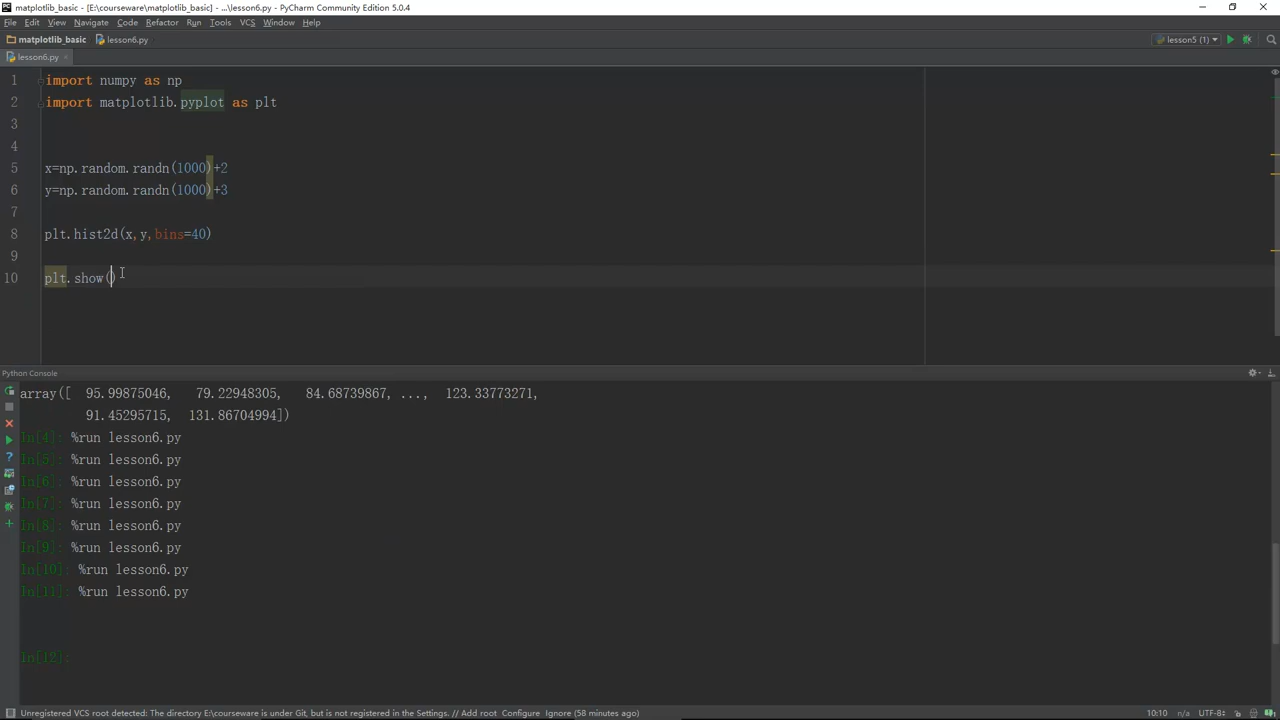 matplotlib_basic - [E:\courseware\matplotlib_basic] - ...\lesson6.py - PyCharm Community Edition 5.0.4
File Edit View Navigate Code Refactor Run Tools VCS Window Help
matplotlib_basic lesson6.py lesson5 (1)
lesson6.py
1 import numpy as np
2 import matplotlib.pyplot as plt
3
4
5 x=np.random.randn(1000)+2
6 y=np.random.randn(1000)+3
7
8 plt.hist2d(x,y,bins=40)
9
10 plt.show()
Python Console
array([ 95.99875046, 79.22948305, 84.68739867, ..., 123.33773271,
91.45295715, 131.86704994])
In[4]: %run lesson6.py
In[5]: %run lesson6.py
In[6]: %run lesson6.py
In[7]: %run lesson6.py
In[8]: %run lesson6.py
In[9]: %run lesson6.py
In[10]: %run lesson6.py
In[11]: %run lesson6.py
In[12]:
Unregistered VCS root detected: The directory E:\courseware is under Git, but is not registered in the Settings. // Add root Configure Ignore (58 minutes ago) 10:10 n/a UTF-8